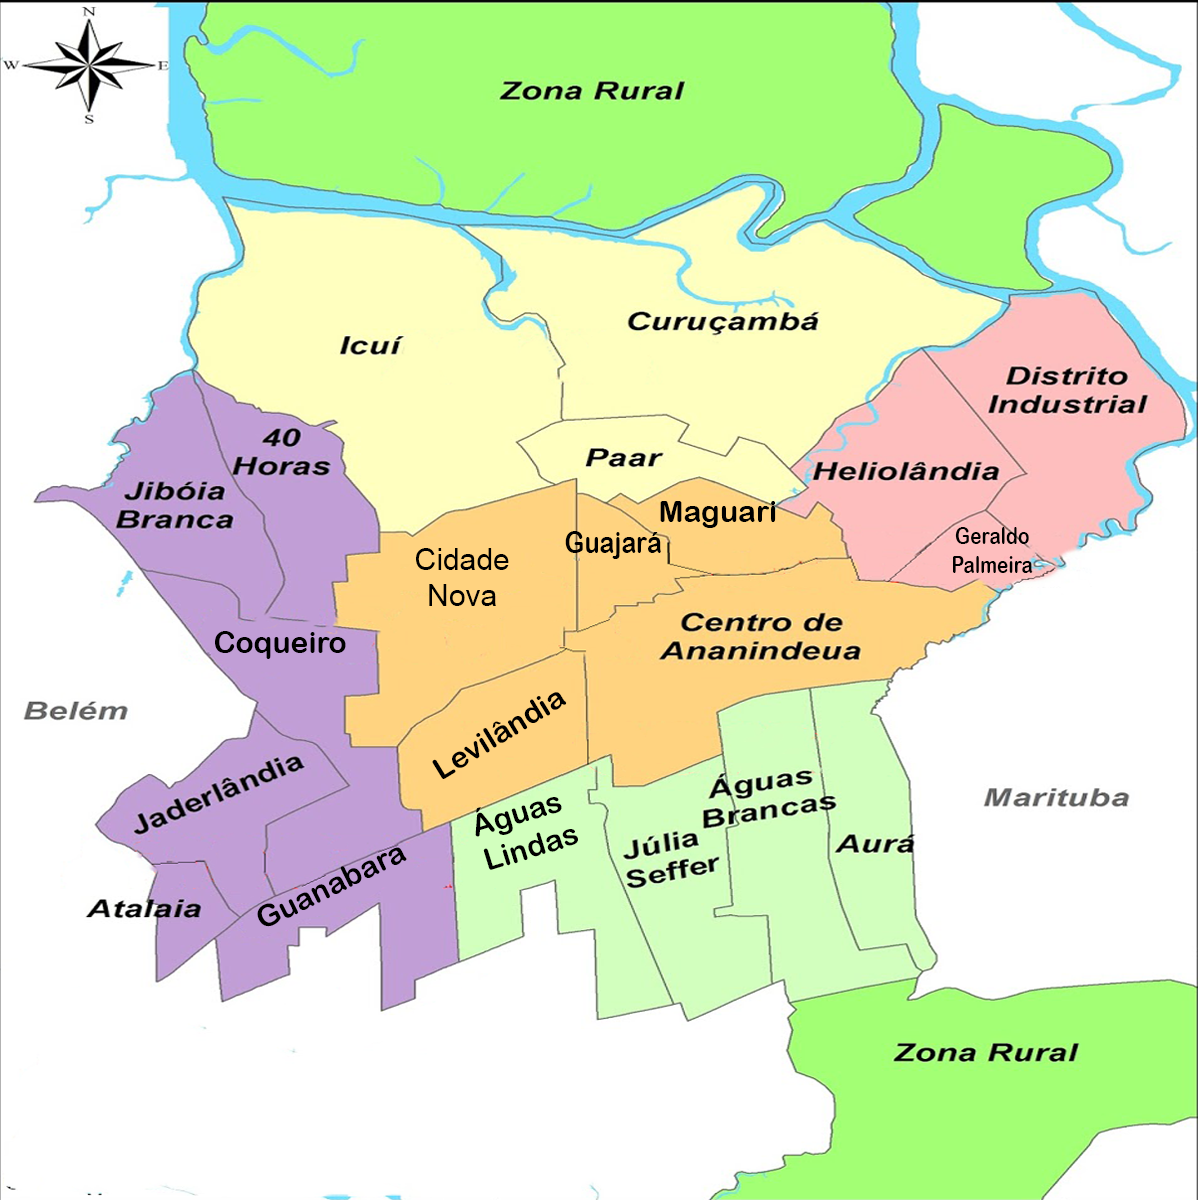 N
W E
S
Zona Rural
Icuí
Curuçambá
Distrito
Industrial
40
Horas
Paar
Heliolândia
Jibóia
Branca
Maguari
Guajará
Geraldo
Palmeira
Cidade
Nova
Centro de
Ananindeua
Coqueiro
Belém
Levilândia
Jaderlândia
Águas
Brancas
Marituba
Águas
Lindas
Júlia
Seffer
Aurá
Guanabara
Atalaia
Zona Rural